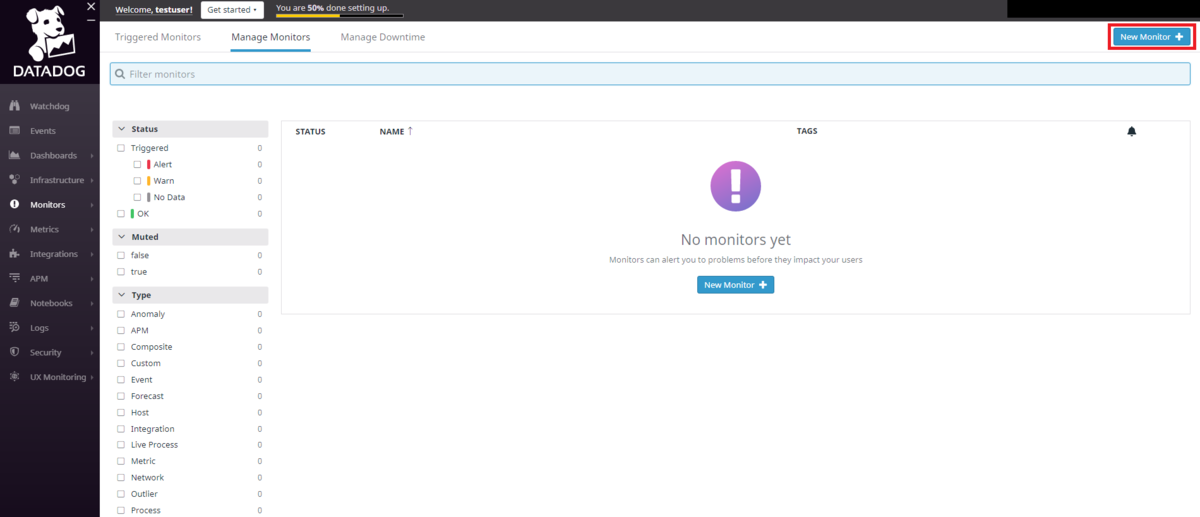 Welcome, testuser!
Get started
You are 50% done setting up.
DATADOG
Watchdog
Events
Dashboards
Infrastructure
Monitors
Metrics
Integrations
APM
Notebooks
Logs
Security
UX Monitoring
Triggered Monitors
Manage Monitors
Manage Downtime
New Monitor +
Filter monitors
Status
Triggered 0
Alert 0
Warn 0
No Data 0
OK 0
Muted
false 0
true 0
Type
Anomaly 0
APM 0
Composite 0
Custom 0
Event 0
Forecast 0
Host 0
Integration 0
Live Process 0
Metric 0
Network 0
Outlier 0
Process 0
STATUS NAME ↑ TAGS
No monitors yet
Monitors can alert you to problems before they impact your users
New Monitor +